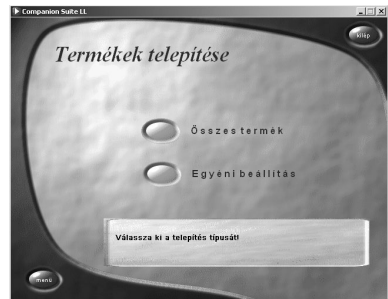 Companion Suite LL
kilép
Termékek telepítése
Összes termék
Egyéni beállítás
Válassza ki a telepítés típusát!
menü